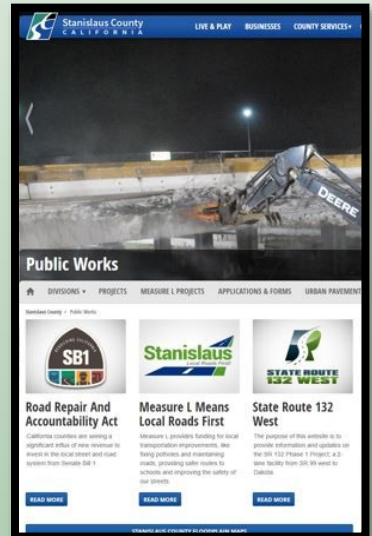 Stanislaus County
CALIFORNIA
LIVE & PLAY BUSINESSES COUNTY SERVICES
DEERE
Public Works
DIVISIONS PROJECTS MEASURE L PROJECTS APPLICATIONS & FORMS URBAN PAVEMENT
Stanislaus County / Public Works
REBUILDING CALIFORNIA
SB1
Stanislaus
Local Roads First!
STATE ROUTE
132 WEST
Road Repair And
Accountability Act
California counties are seeing a
significant influx of new revenue to
invest in the local street and road
system from Senate Bill 1
READ MORE
Measure L Means
Local Roads First
Measure L provides funding for local
transportation improvements, like
fixing potholes and maintaining
roads, providing safer routes to
schools and improving the safety of
our streets.
READ MORE
State Route 132
West
The purpose of this website is to
provide information and updates on
the SR 132 Phase 1 Project; a 2-
lane facility from SR 99 west to
Dakota.
READ MORE
STANISLAUS COUNTY FLOODPLAIN MAPS